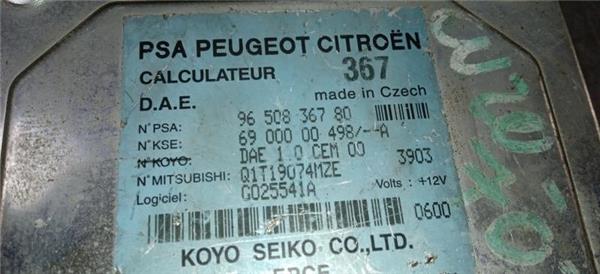 PSA PEUGEOT CITROËN
CALCULATEUR 367
D.A.E. made in Czech
N°PSA: 96 508 367 80
N°KSE: 69 000 00 498/--A
N°KOYO: DAE 1.0 CEM 00 3903
N°MITSUBISHI: Q1T19074MZE
Logiciel: G025541A Volts : +12V
0600
KOYO SEIKO CO.,LTD.